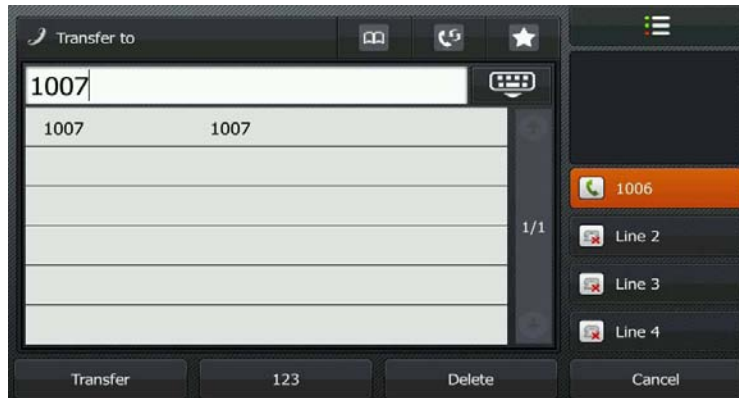 Transfer to
1007
1007 1007
1/1
1006
Line 2
Line 3
Line 4
Transfer 123 Delete Cancel